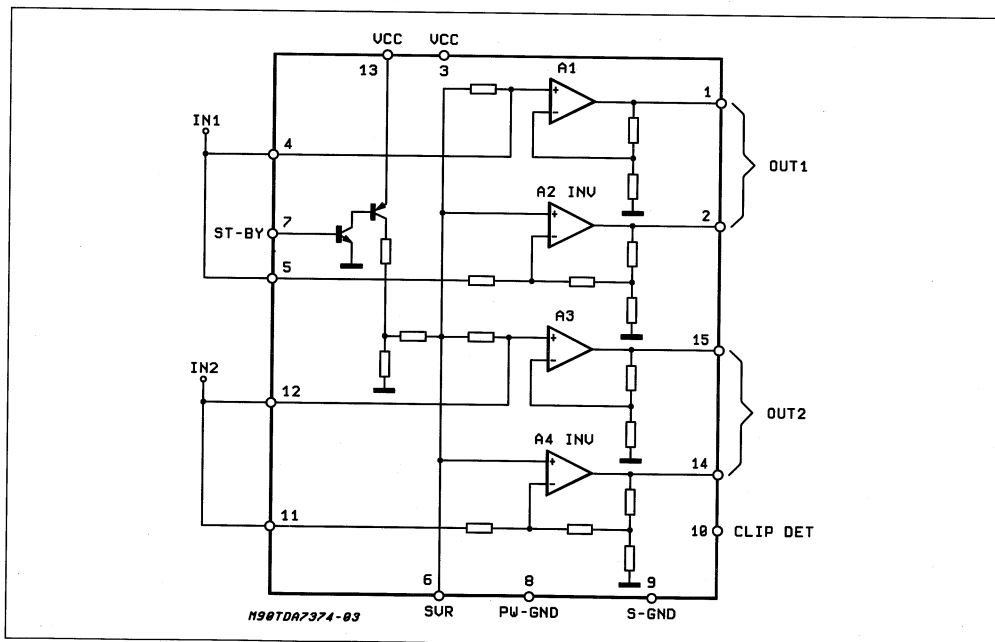 VCC VCC
13 3
A1
1
IN1
4
OUT1
A2 INV
7
2
ST-BY
5
A3
15
IN2
12
OUT2
A4 INV
14
11
10 CLIP DET
6 8 9
SVR PW-GND S-GND
M90TDA7374-03